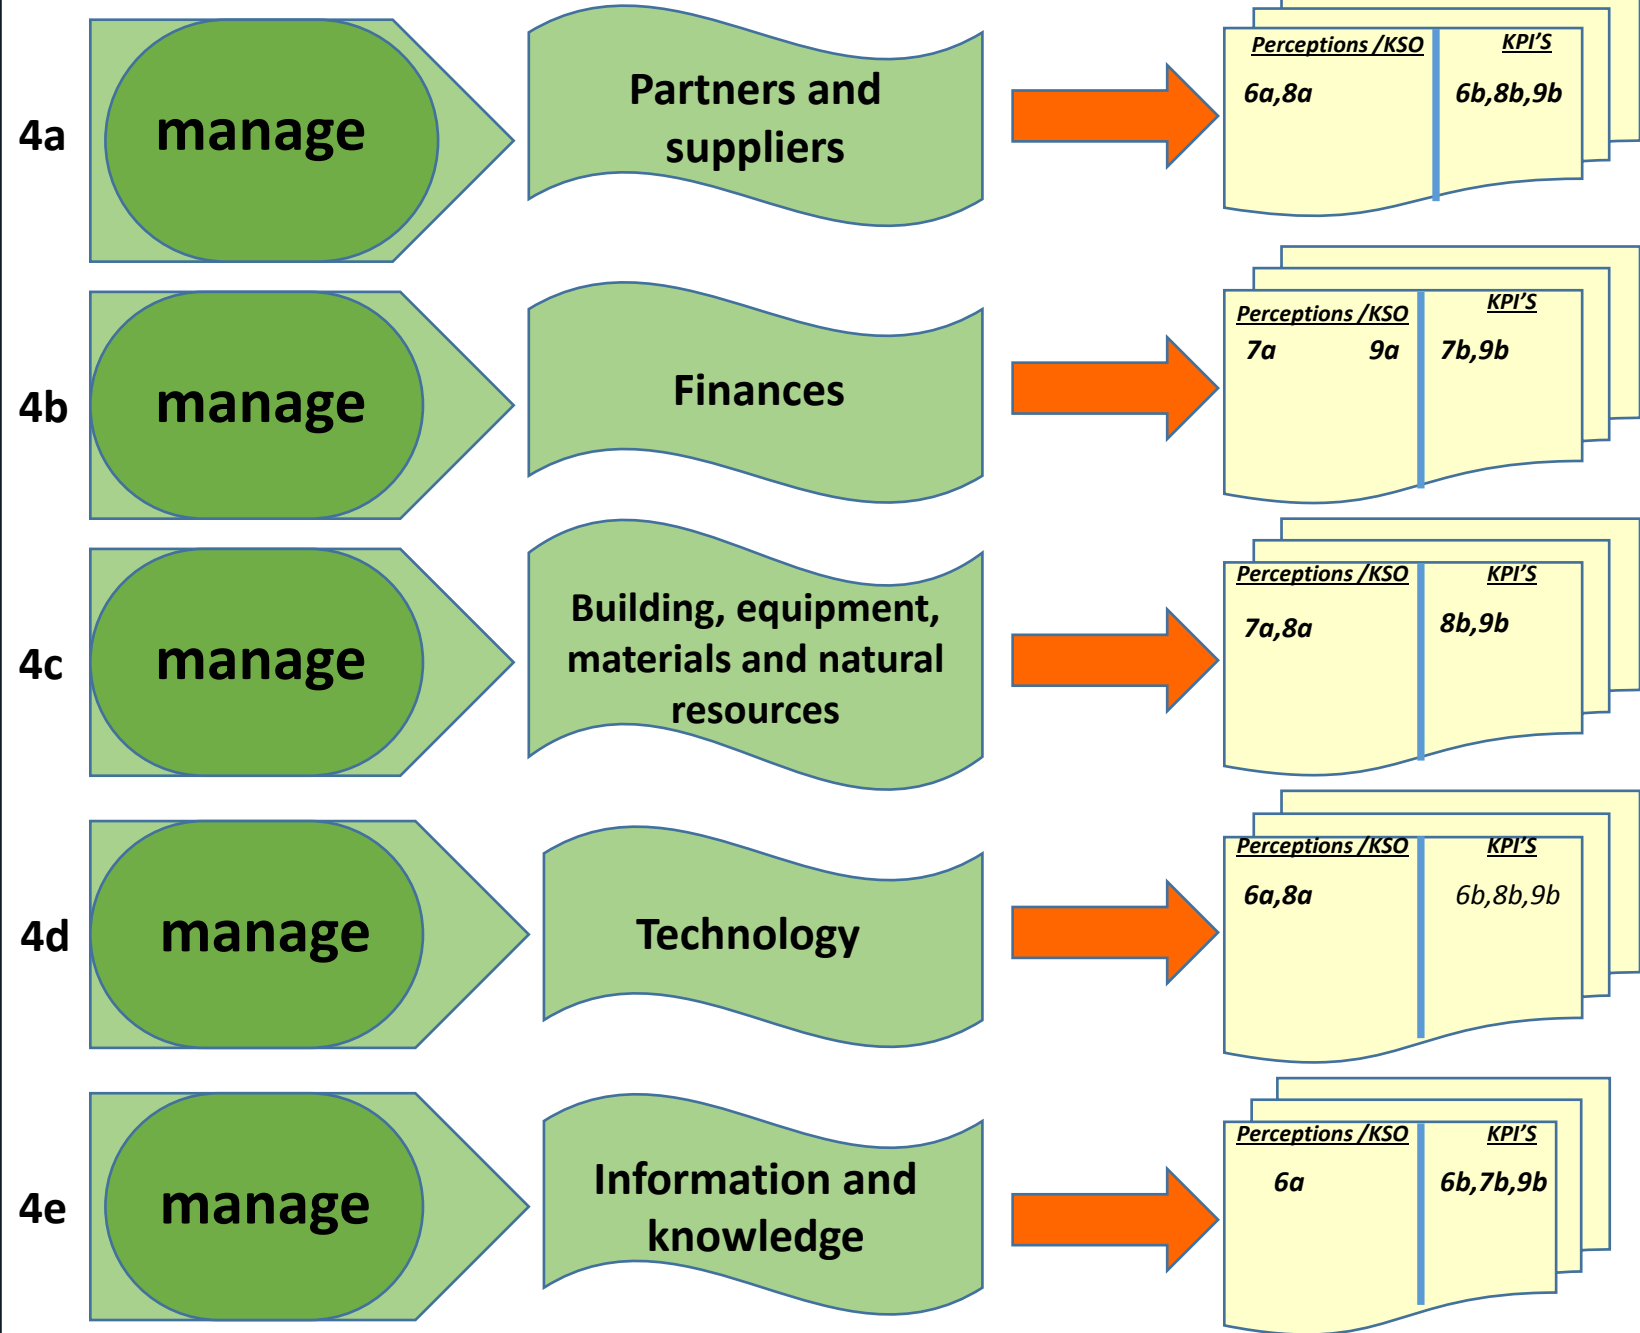 4a
manage
Partners and
suppliers
Perceptions /KSO
KPI'S
6a,8a
6b,8b,9b
4b
manage
Finances
Perceptions /KSO
KPI'S
7a 9a
7b,9b
4c
manage
Building, equipment,
materials and natural
resources
Perceptions /KSO
KPI'S
7a,8a
8b,9b
4d
manage
Technology
Perceptions /KSO
KPI'S
6a,8a
6b,8b,9b
4e
manage
Information and
knowledge
Perceptions /KSO
KPI'S
6a
6b,7b,9b